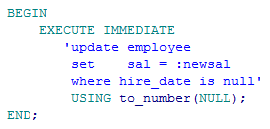 BEGIN
EXECUTE IMMEDIATE
'update employee
set sal = :newsal
where hire_date is null'
USING to_number(NULL);
END;